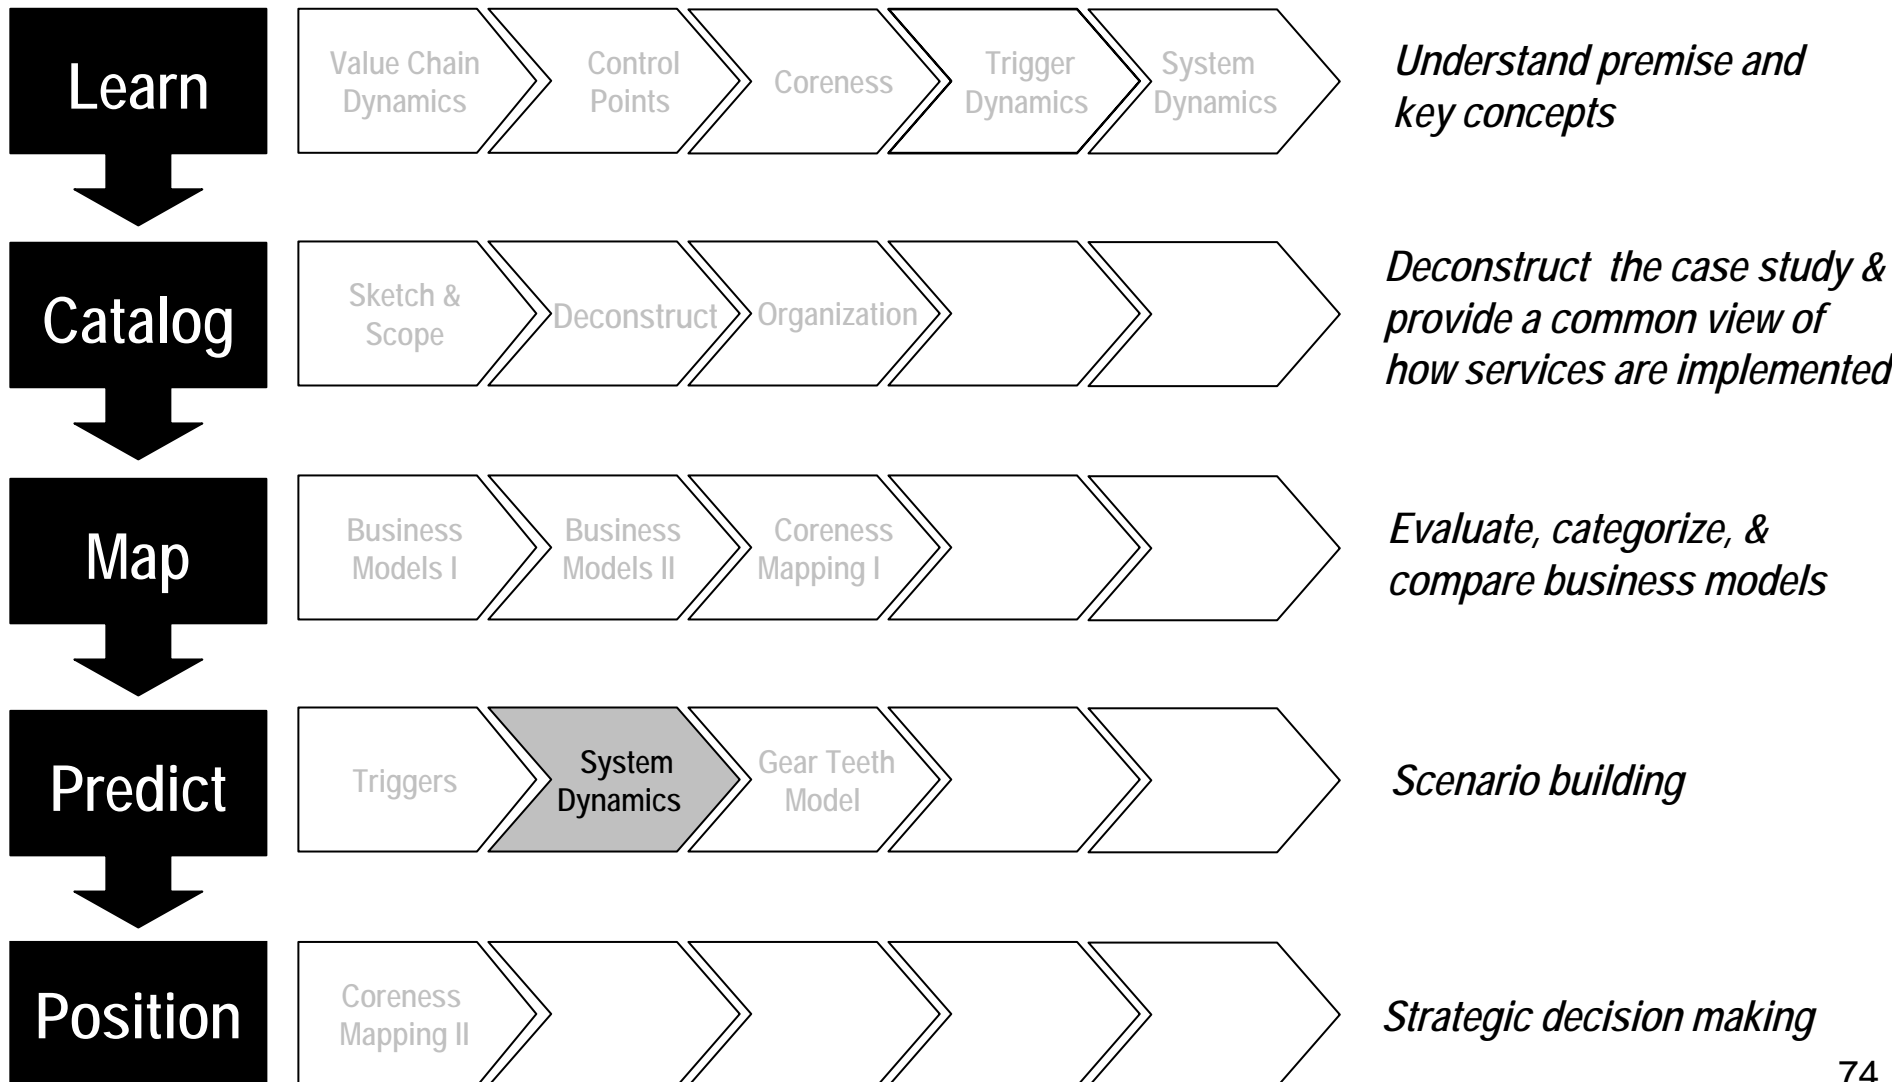 Learn
Value Chain
Dynamics
Control
Points
Coreness
Trigger
Dynamics
System
Dynamics
Understand premise and
key concepts
Catalog
Sketch &
Scope
Deconstruct
Organization
Deconstruct  the case study &
provide a common view of
how services are implemented
Map
Business
Models I
Business
Models II
Coreness
Mapping I
Evaluate, categorize, &
compare business models
Predict
Triggers
System
Dynamics
Gear Teeth
Model
Scenario building
Position
Coreness
Mapping II
Strategic decision making
74